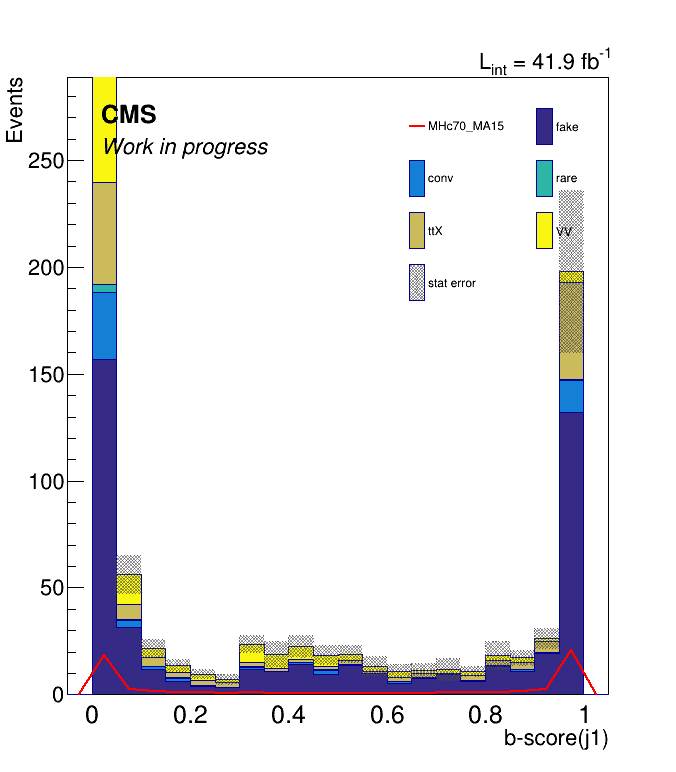 L_int = 41.9 fb^-1
Events
CMS
Work in progress
MHc70_MA15
fake
conv
rare
ttX
VV
stat error
250
200
150
100
50
0
0 0.2 0.4 0.6 0.8 1
b-score(j1)